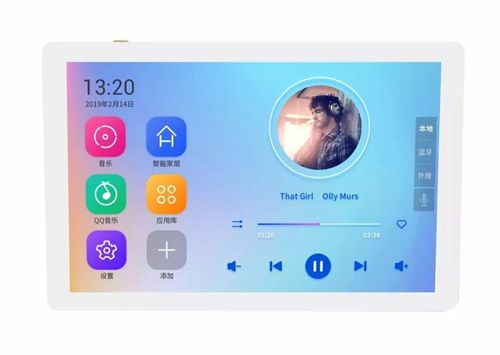 13:20
2019年2月14日
音乐
智能家居
QQ音乐
应用库
设置
添加
That Girl Olly Murs
01:20
03:38
本地
蓝牙
外接